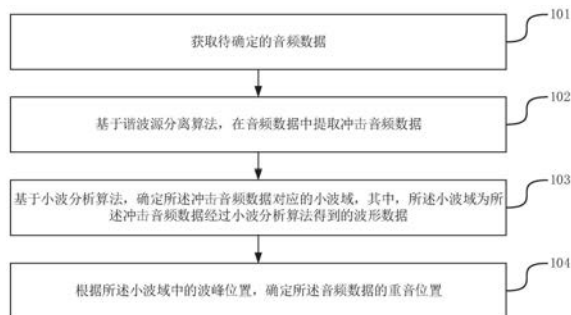 101
获取待确定的音频数据
102
基于谐波源分离算法，在音频数据中提取冲击音频数据
103
基于小波分析算法，确定所述冲击音频数据对应的小波域，其中，所述小波域为所
述冲击音频数据经过小波分析算法得到的波形数据
104
根据所述小波域中的波峰位置，确定所述音频数据的重音位置